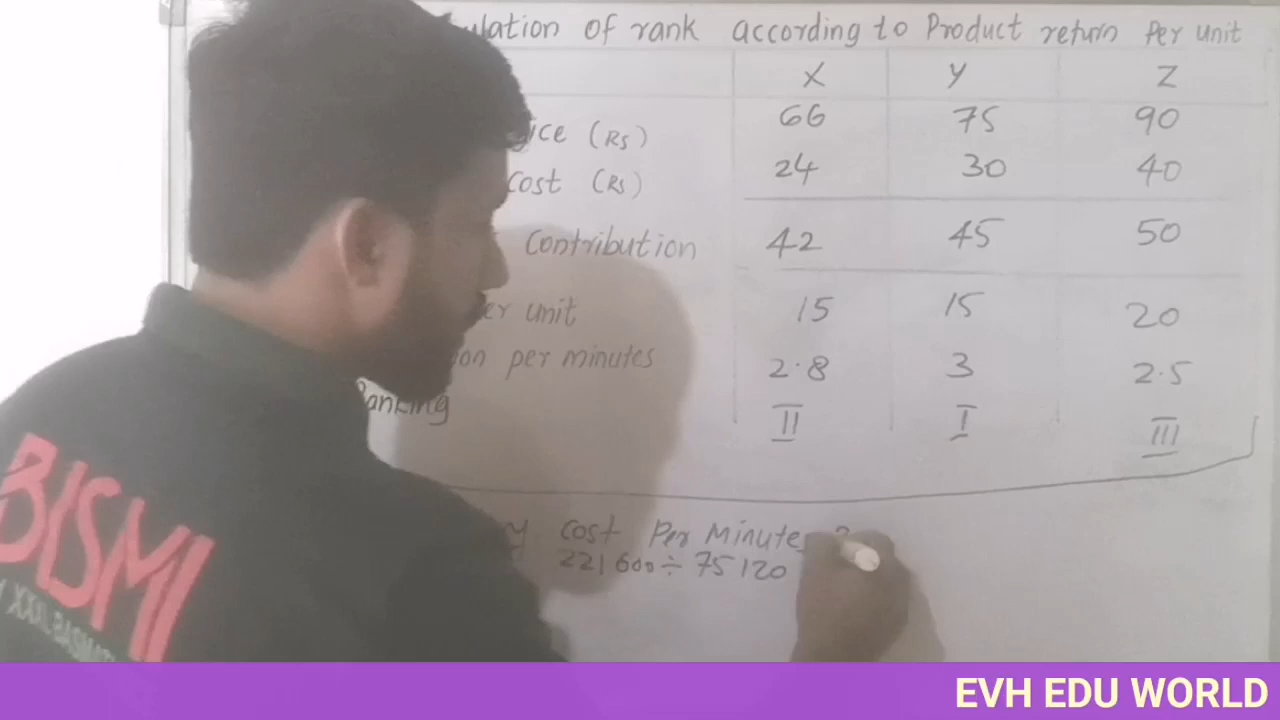 of rank according to Product return Per unit
X Y Z
(Rs) 66 75 90
Cost (Rs) 24 30 40
Contribution 42 45 50
unit 15 15 20
per minutes 2.8 3 2.5
Ranking II I III
Cost Per Minutes
221600 ÷ 75120
BISMI
EVH EDU WORLD